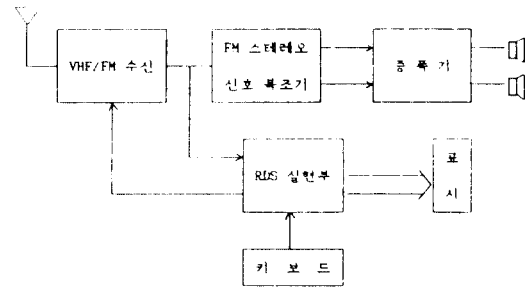 VHF/FM 수신
FM 스테레오
신호 복조기
증 폭 기
RDS 실현부
표
시
키 보 드